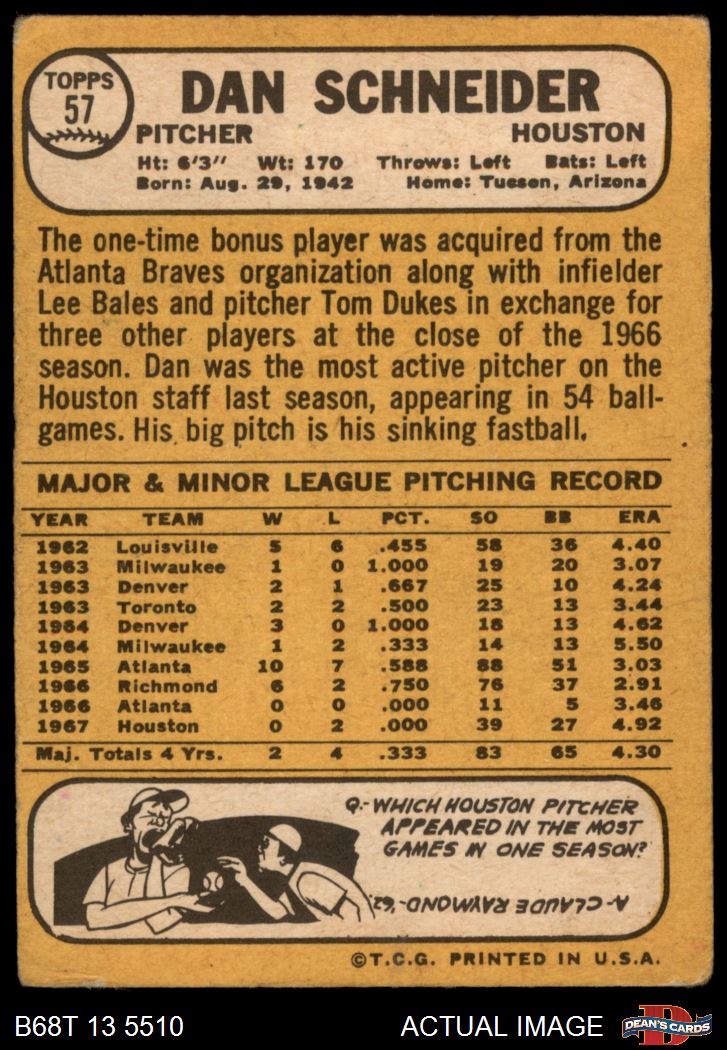 TOPPS
57
DAN SCHNEIDER
PITCHER HOUSTON
Ht: 6'3" Wt: 170 Throws: Left Bats: Left
Born: Aug. 29, 1942 Home: Tucson, Arizona
The one-time bonus player was acquired from the
Atlanta Braves organization along with infielder
Lee Bales and pitcher Tom Dukes in exchange for
three other players at the close of the 1966
season. Dan was the most active pitcher on the
Houston staff last season, appearing in 54 ball-
games. His big pitch is his sinking fastball.
MAJOR & MINOR LEAGUE PITCHING RECORD
YEAR TEAM W L PCT. SO BB ERA
1962 Louisville 5 6 .455 58 36 4.40
1963 Milwaukee 1 0 1.000 19 20 3.07
1963 Denver 2 1 .667 25 10 4.24
1963 Toronto 2 2 .500 23 13 3.44
1964 Denver 3 0 1.000 18 13 4.62
1964 Milwaukee 1 2 .333 14 13 5.50
1965 Atlanta 10 7 .588 88 51 3.03
1966 Richmond 6 2 .750 76 37 2.91
1966 Atlanta 0 0 .000 11 5 3.46
1967 Houston 0 2 .000 39 27 4.92
Maj. Totals 4 Yrs. 2 4 .333 83 65 4.30
Q.- WHICH HOUSTON PITCHER
APPEARED IN THE MOST
GAMES IN ONE SEASON?
A- CLAUDE RAYMOND-'62.
©T.C.G. PRINTED IN U.S.A.
B68T 13 5510 ACTUAL IMAGE
D
DEAN'S CARDS